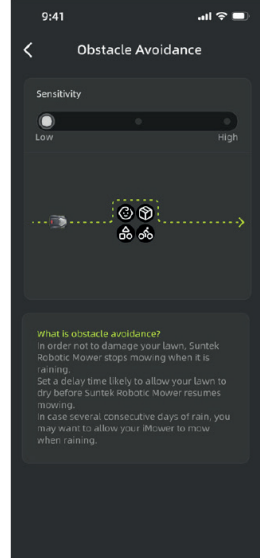 9:41
Obstacle Avoidance
Sensitivity
Low
High
What is obstacle avoidance?
In order not to damage your lawn, Suntek
Robotic Mower stops mowing when it is
raining.
Set a delay time likely to allow your lawn to
dry before Suntek Robotic Mower resumes
mowing.
In case several consecutive days of rain, you
may want to allow your iMower to mow
when raining.